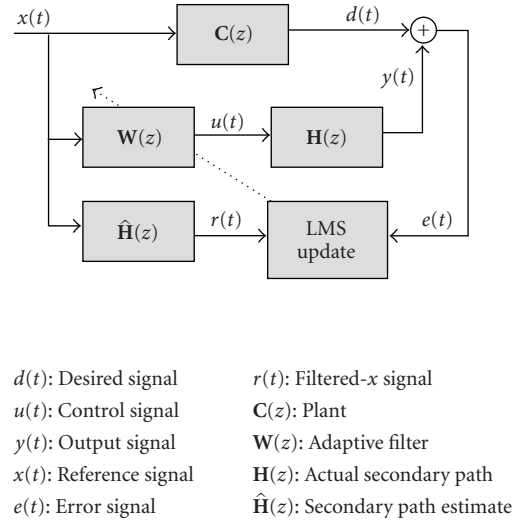 x(t)
C(z)
d(t)
+
y(t)
W(z)
u(t)
H(z)
Ĥ(z)
r(t)
LMS
update
e(t)
d(t): Desired signal
u(t): Control signal
y(t): Output signal
x(t): Reference signal
e(t): Error signal
r(t): Filtered-x signal
C(z): Plant
W(z): Adaptive filter
H(z): Actual secondary path
Ĥ(z): Secondary path estimate